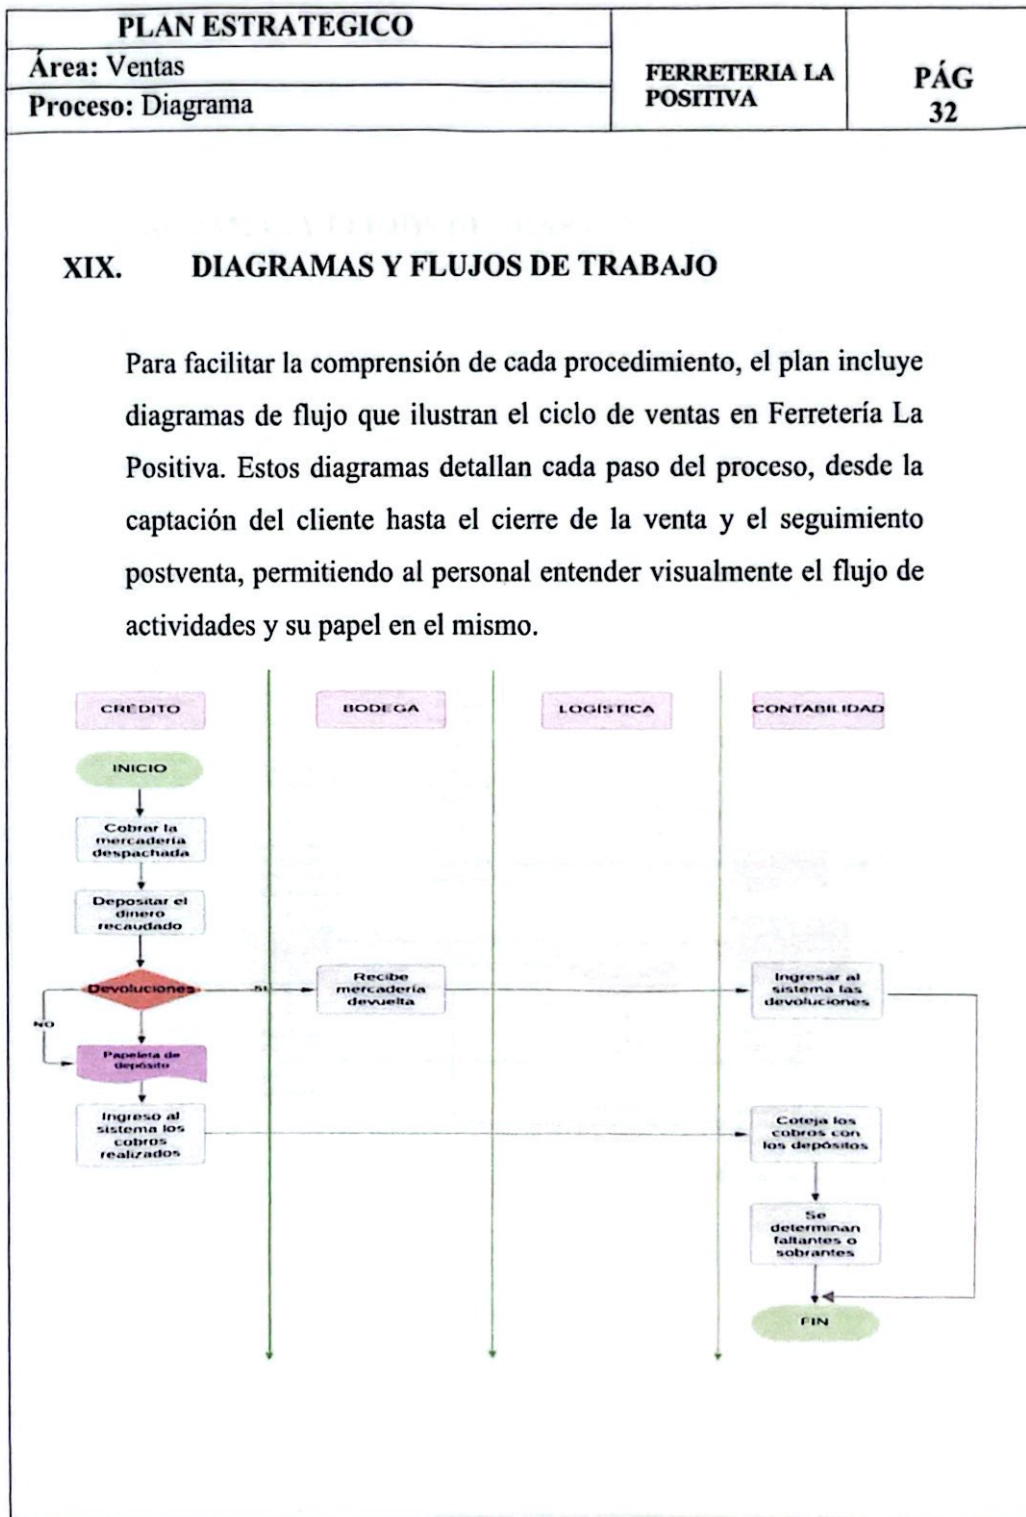 PLAN ESTRATEGICO
Área: Ventas
Proceso: Diagrama
FERRETERIA LA
POSITIVA
PÁG
32
XIX. DIAGRAMAS Y FLUJOS DE TRABAJO
Para facilitar la comprensión de cada procedimiento, el plan incluye
diagramas de flujo que ilustran el ciclo de ventas en Ferretería La
Positiva. Estos diagramas detallan cada paso del proceso, desde la
captación del cliente hasta el cierre de la venta y el seguimiento
postventa, permitiendo al personal entender visualmente el flujo de
actividades y su papel en el mismo.
CRÉDITO
BODEGA
LOGÍSTICA
CONTABILIDAD
INICIO
Cobrar la
mercadería
despachada
Depositar el
dinero
recaudado
Devoluciones
SI
Recibe
mercadería
devuelta
Ingresar al
sistema las
devoluciones
NO
Papeleta de
depósito
Ingreso al
sistema los
cobros
realizados
Coteja los
cobros con
los depósitos
Se
determinan
faltantes o
sobrantes
FIN